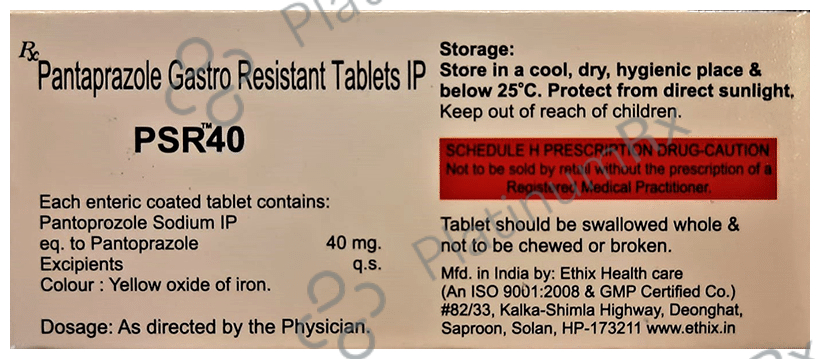 Rx
Pantaprazole Gastro Resistant Tablets IP
PSR™40
Each enteric coated tablet contains:
Pantoprozole Sodium IP
eq. to Pantoprazole 40 mg.
Excipients q.s.
Colour : Yellow oxide of iron.
Dosage: As directed by the Physician.
Storage:
Store in a cool, dry, hygienic place &
below 25°C. Protect from direct sunlight,
Keep out of reach of children.
SCHEDULE H PRESCRIPTION DRUG-CAUTION
Not to be sold by retail without the prescription of a
Registered Medical Practitioner.
Tablet should be swallowed whole &
not to be chewed or broken.
Mfd. in India by: Ethix Health care
(An ISO 9001:2008 & GMP Certified Co.)
#82/33, Kalka-Shimla Highway, Deonghat,
Saproon, Solan, HP-173211 www.ethix.in
PlatinumRx
PlatinumRx